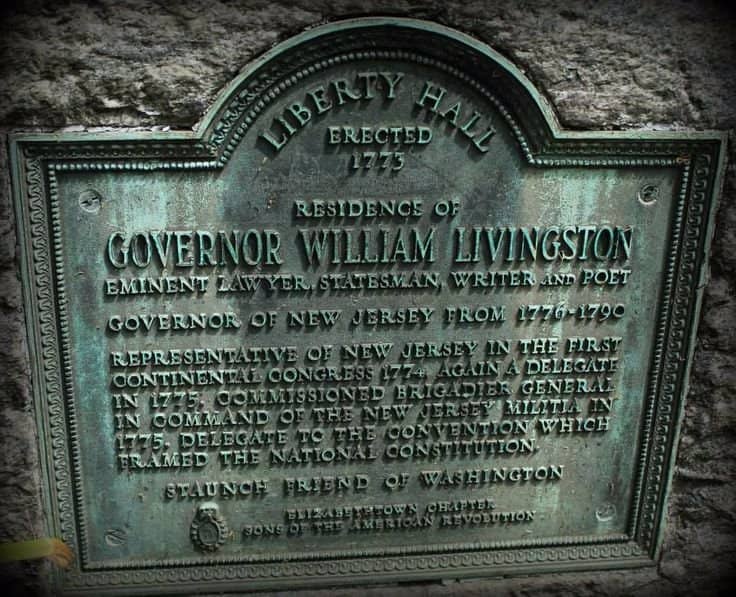 LIBERTY HALL
ERECTED
1773
RESIDENCE OF
GOVERNOR WILLIAM LIVINGSTON
EMINENT LAWYER, STATESMAN, WRITER AND POET
GOVERNOR OF NEW JERSEY FROM 1776-1790
REPRESENTATIVE OF NEW JERSEY IN THE FIRST
CONTINENTAL CONGRESS 1774, AGAIN A DELEGATE
IN 1775, COMMISSIONED BRIGADIER GENERAL
IN COMMAND OF THE NEW JERSEY MILITIA IN
1775, DELEGATE TO THE CONVENTION WHICH
FRAMED THE NATIONAL CONSTITUTION.
STAUNCH FRIEND OF WASHINGTON
ELIZABETHTOWN CHAPTER
SONS OF THE AMERICAN REVOLUTION